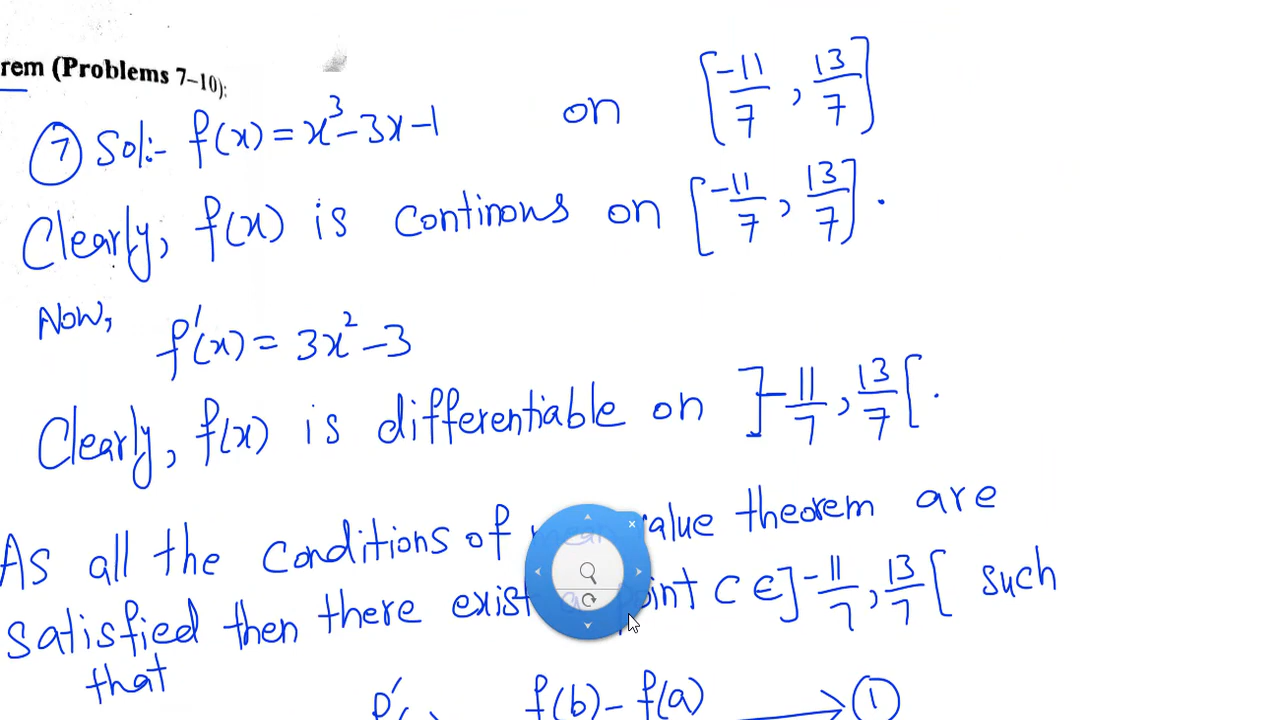 rem (Problems 7–10):
⑦ Sol:- f(x) = x³ - 3x - 1 on [-11/7, 13/7]
Clearly, f(x) is continous on [-11/7, 13/7].
Now,
f'(x) = 3x² - 3
Clearly, f(x) is differentiable on ]-11/7, 13/7[.
As all the conditions of value theorem are
satisfied then there exist point C ∈ ]-11/7, 13/7[ such
that
f(b) - f(a) → ①